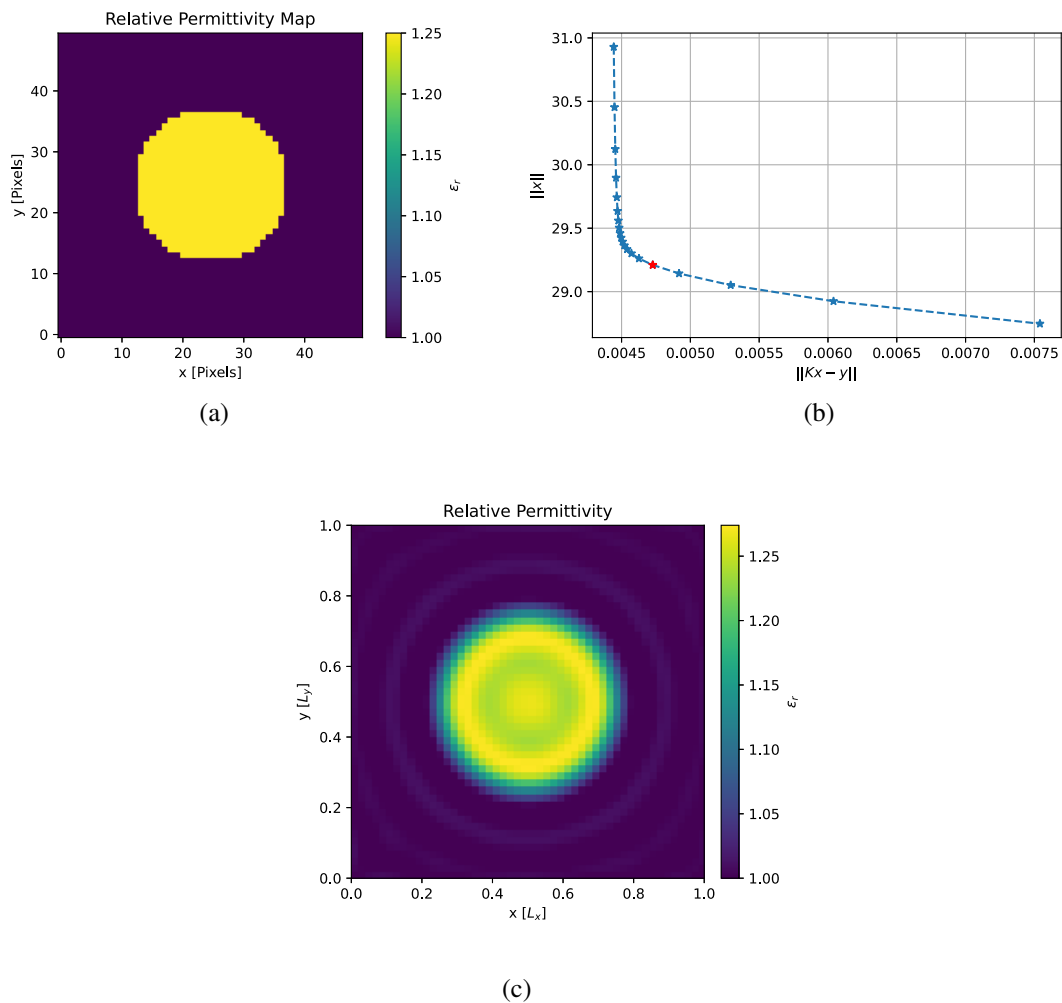 Relative Permittivity Map
y [Pixels]
40
30
20
10
0
0 10 20 30 40
x [Pixels]
1.25
1.20
1.15
1.10
1.05
1.00
ε_r
(a)
31.0
30.5
30.0
29.5
29.0
||x||
0.0045 0.0050 0.0055 0.0060 0.0065 0.0070 0.0075
||Kx − y||
(b)
Relative Permittivity
y [L_y]
1.0
0.8
0.6
0.4
0.2
0.0
0.0 0.2 0.4 0.6 0.8 1.0
x [L_x]
1.25
1.20
1.15
1.10
1.05
1.00
ε_r
(c)